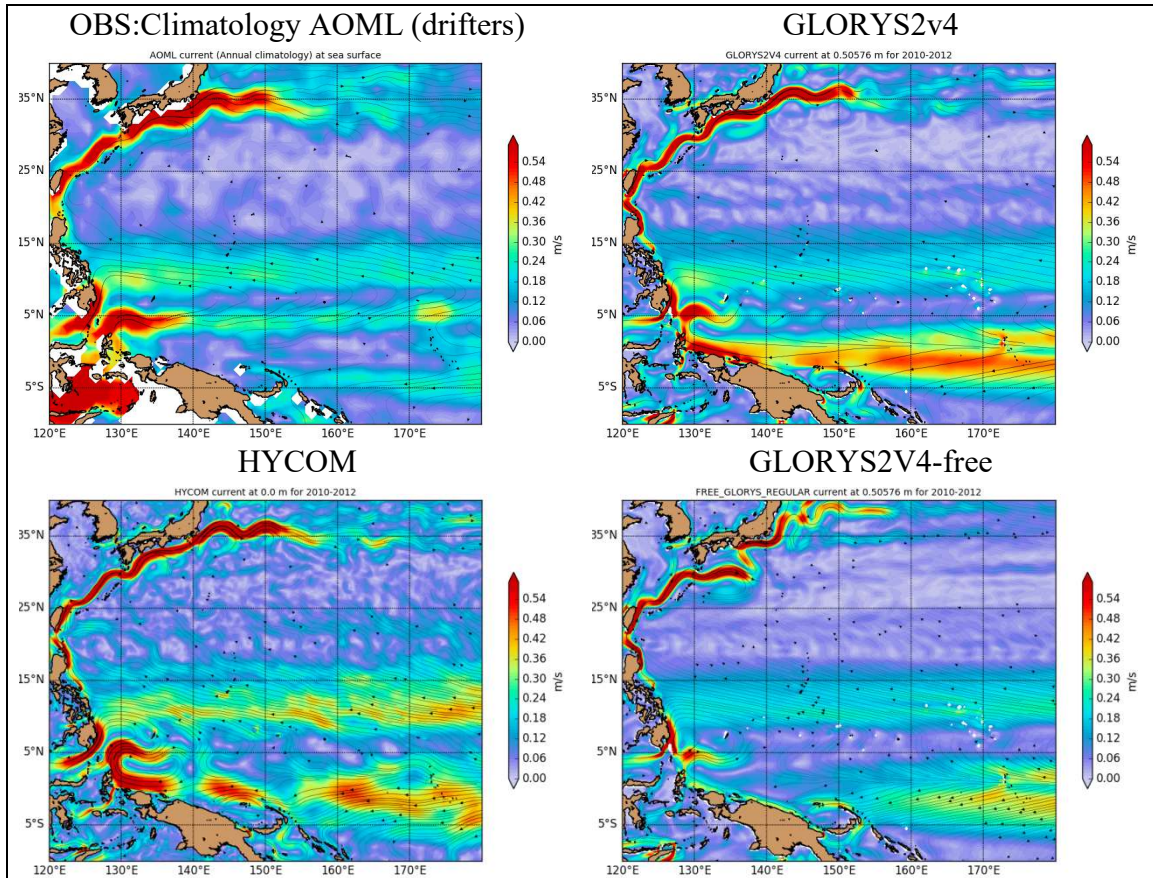 OBS:Climatology AOML (drifters)
AOML current (Annual climatology) at sea surface
35°N
25°N
15°N
5°N
5°S
120°E
130°E
140°E
150°E
160°E
170°E
0.54
0.48
0.42
0.36
0.30
0.24
0.18
0.12
0.06
0.00
m/s
GLORYS2v4
GLORYS2V4 current at 0.50576 m for 2010-2012
35°N
25°N
15°N
5°N
5°S
120°E
130°E
140°E
150°E
160°E
170°E
0.54
0.48
0.42
0.36
0.30
0.24
0.18
0.12
0.06
0.00
m/s
HYCOM
HYCOM current at 0.0 m for 2010-2012
35°N
25°N
15°N
5°N
5°S
120°E
130°E
140°E
150°E
160°E
170°E
0.54
0.48
0.42
0.36
0.30
0.24
0.18
0.12
0.06
0.00
m/s
GLORYS2V4-free
FREE_GLORYS_REGULAR current at 0.50576 m for 2010-2012
35°N
25°N
15°N
5°N
5°S
120°E
130°E
140°E
150°E
160°E
170°E
0.54
0.48
0.42
0.36
0.30
0.24
0.18
0.12
0.06
0.00
m/s